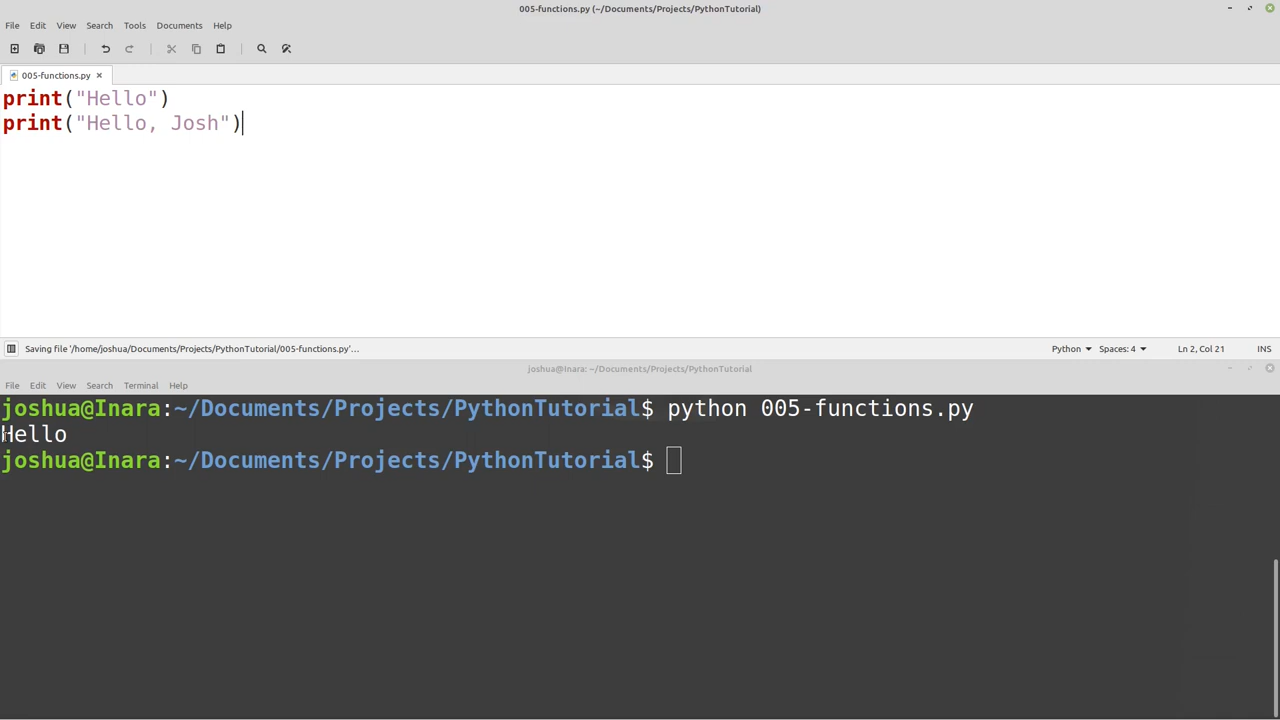 005-functions.py (~/Documents/Projects/PythonTutorial)
File Edit View Search Tools Documents Help
005-functions.py ×
print("Hello")
print("Hello, Josh")
Saving file '/home/joshua/Documents/Projects/PythonTutorial/005-functions.py'... Python Spaces: 4 Ln 2, Col 21 INS
joshua@Inara: ~/Documents/Projects/PythonTutorial
File Edit View Search Terminal Help
joshua@Inara:~/Documents/Projects/PythonTutorial$ python 005-functions.py
Hello
joshua@Inara:~/Documents/Projects/PythonTutorial$